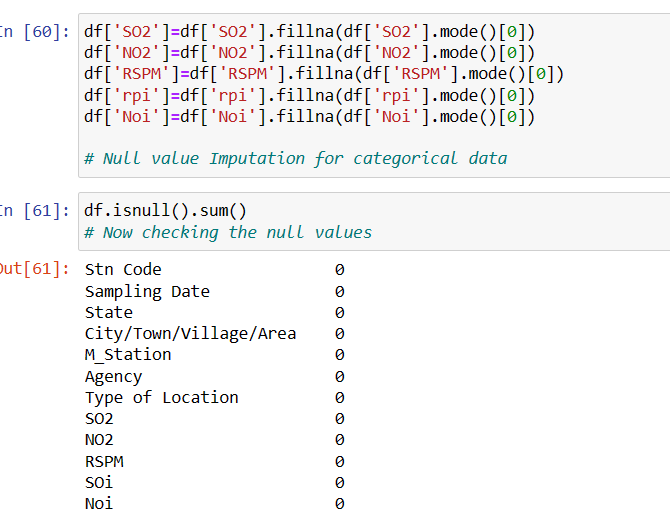 n [60]: df['SO2']=df['SO2'].fillna(df['SO2'].mode()[0])
df['NO2']=df['NO2'].fillna(df['NO2'].mode()[0])
df['RSPM']=df['RSPM'].fillna(df['RSPM'].mode()[0])
df['rpi']=df['rpi'].fillna(df['rpi'].mode()[0])
df['Noi']=df['Noi'].fillna(df['Noi'].mode()[0])
# Null value Imputation for categorical data
In [61]: df.isnull().sum()
# Now checking the null values
Out[61]: Stn Code 0
Sampling Date 0
State 0
City/Town/Village/Area 0
M_Station 0
Agency 0
Type of Location 0
SO2 0
NO2 0
RSPM 0
SOi 0
Noi 0